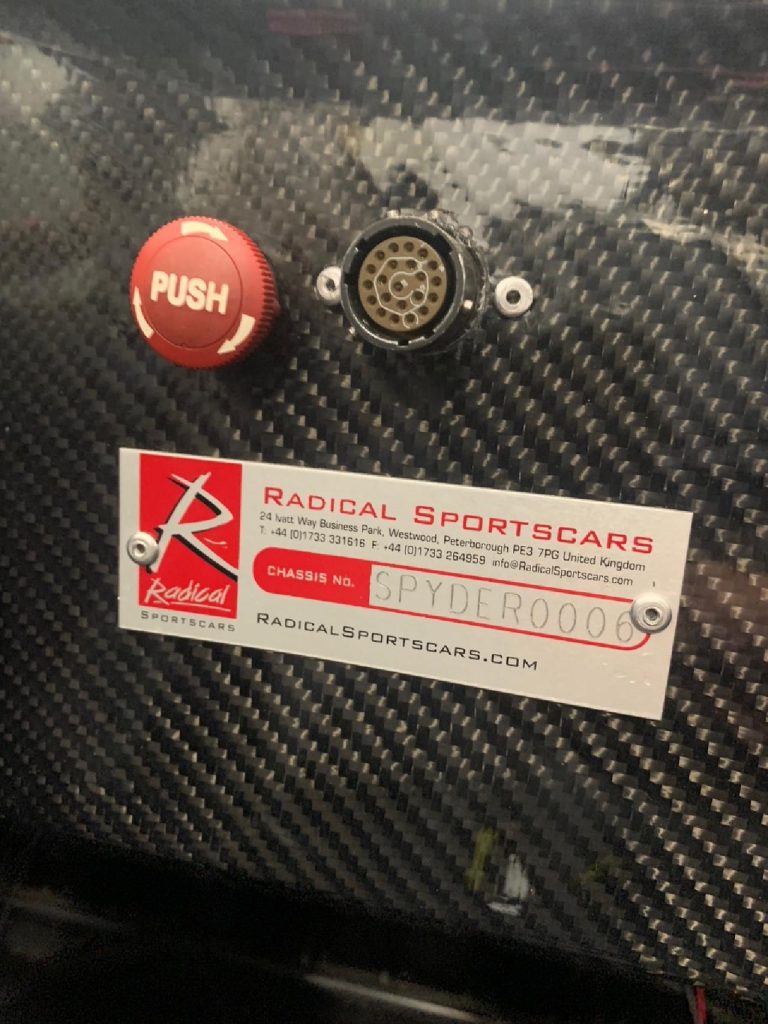 PUSH
R
Radical
SPORTSCARS
RADICAL SPORTSCARS
24 Ivatt Way Business Park, Westwood, Peterborough PE3 7PG United Kingdom
T. +44 (0)1733 331616 F. +44 (0)1733 264959 info@RadicalSportscars.com
CHASSIS NO. SPYDER0006
RADICALSPORTSCARS.COM